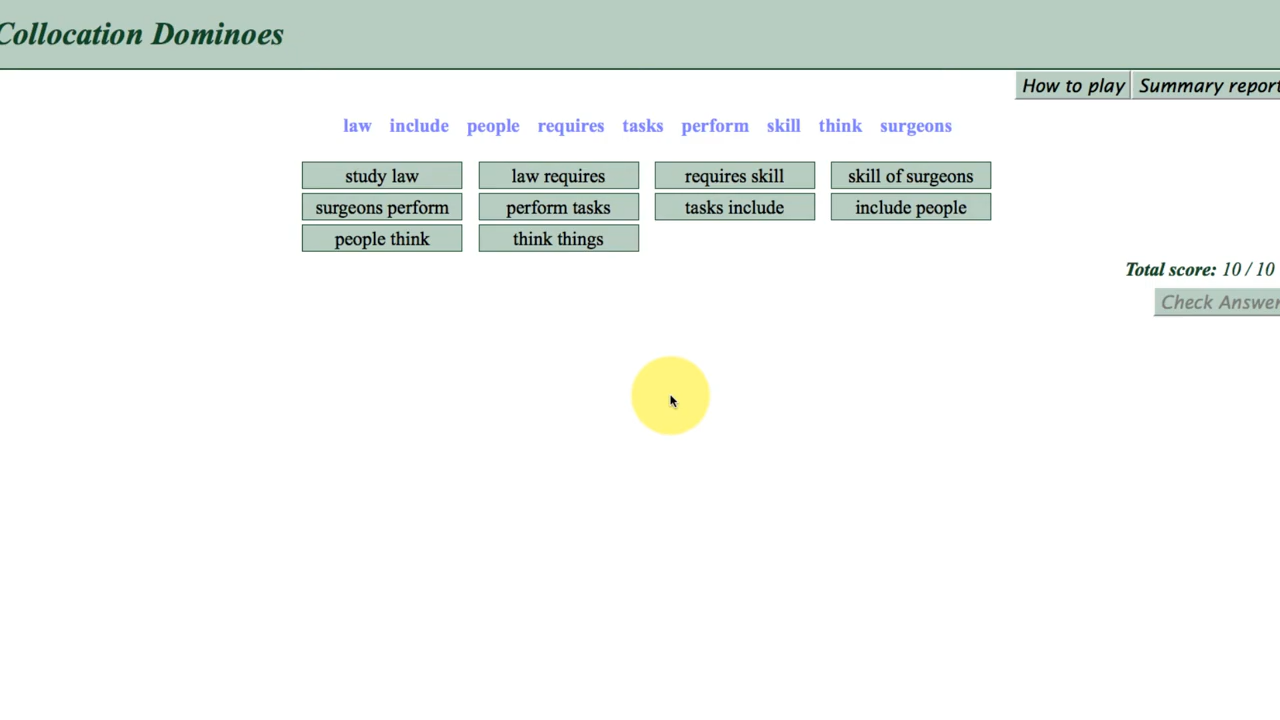 Collocation Dominoes
How to play Summary report
law include people requires tasks perform skill think surgeons
study law law requires requires skill skill of surgeons
surgeons perform perform tasks tasks include include people
people think think things
Total score: 10 / 10
Check Answer